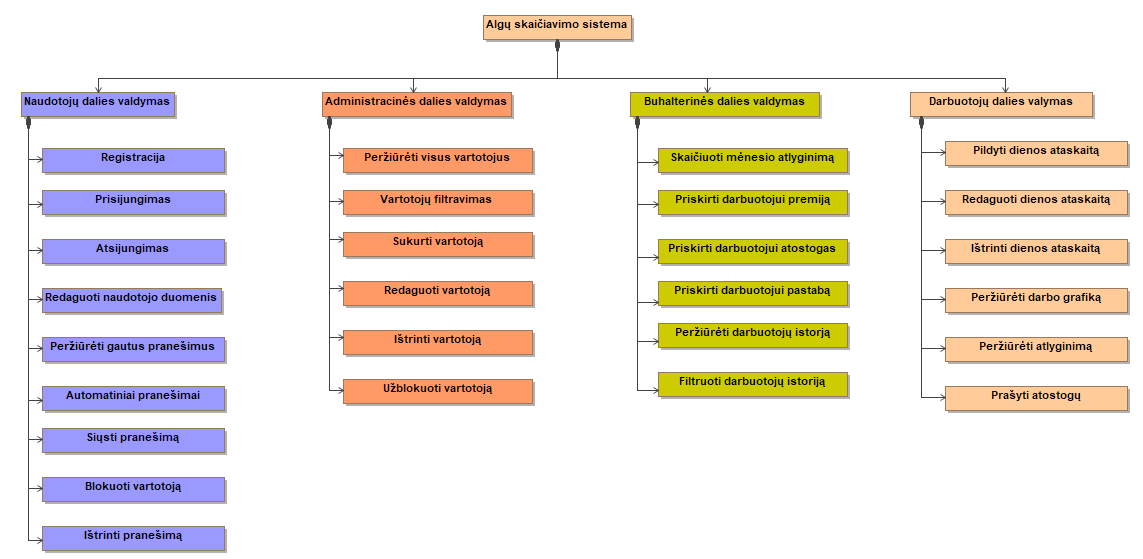 Algų skaičiavimo sistema
Naudotojų dalies valdymas
Registracija
Prisijungimas
Atsijungimas
Redaguoti naudotojo duomenis
Peržiūrėti gautus pranešimus
Automatiniai pranešimai
Siųsti pranešimą
Blokuoti vartotoją
Ištrinti pranešimą
Administracinės dalies valdymas
Peržiūrėti visus vartotojus
Vartotojų filtravimas
Sukurti vartotoją
Redaguoti vartotoją
Ištrinti vartotoją
Užblokuoti vartotoją
Buhalterinės dalies valdymas
Skaičiuoti mėnesio atlyginimą
Priskirti darbuotojui premiją
Priskirti darbuotojui atostogas
Priskirti darbuotojui pastabą
Peržiūrėti darbuotojų istorją
Filtruoti darbuotojų istoriją
Darbuotojų dalies valymas
Pildyti dienos ataskaitą
Redaguoti dienos ataskaitą
Ištrinti dienos ataskaitą
Peržiūrėti darbo grafiką
Peržiūrėti atlyginimą
Prašyti atostogų